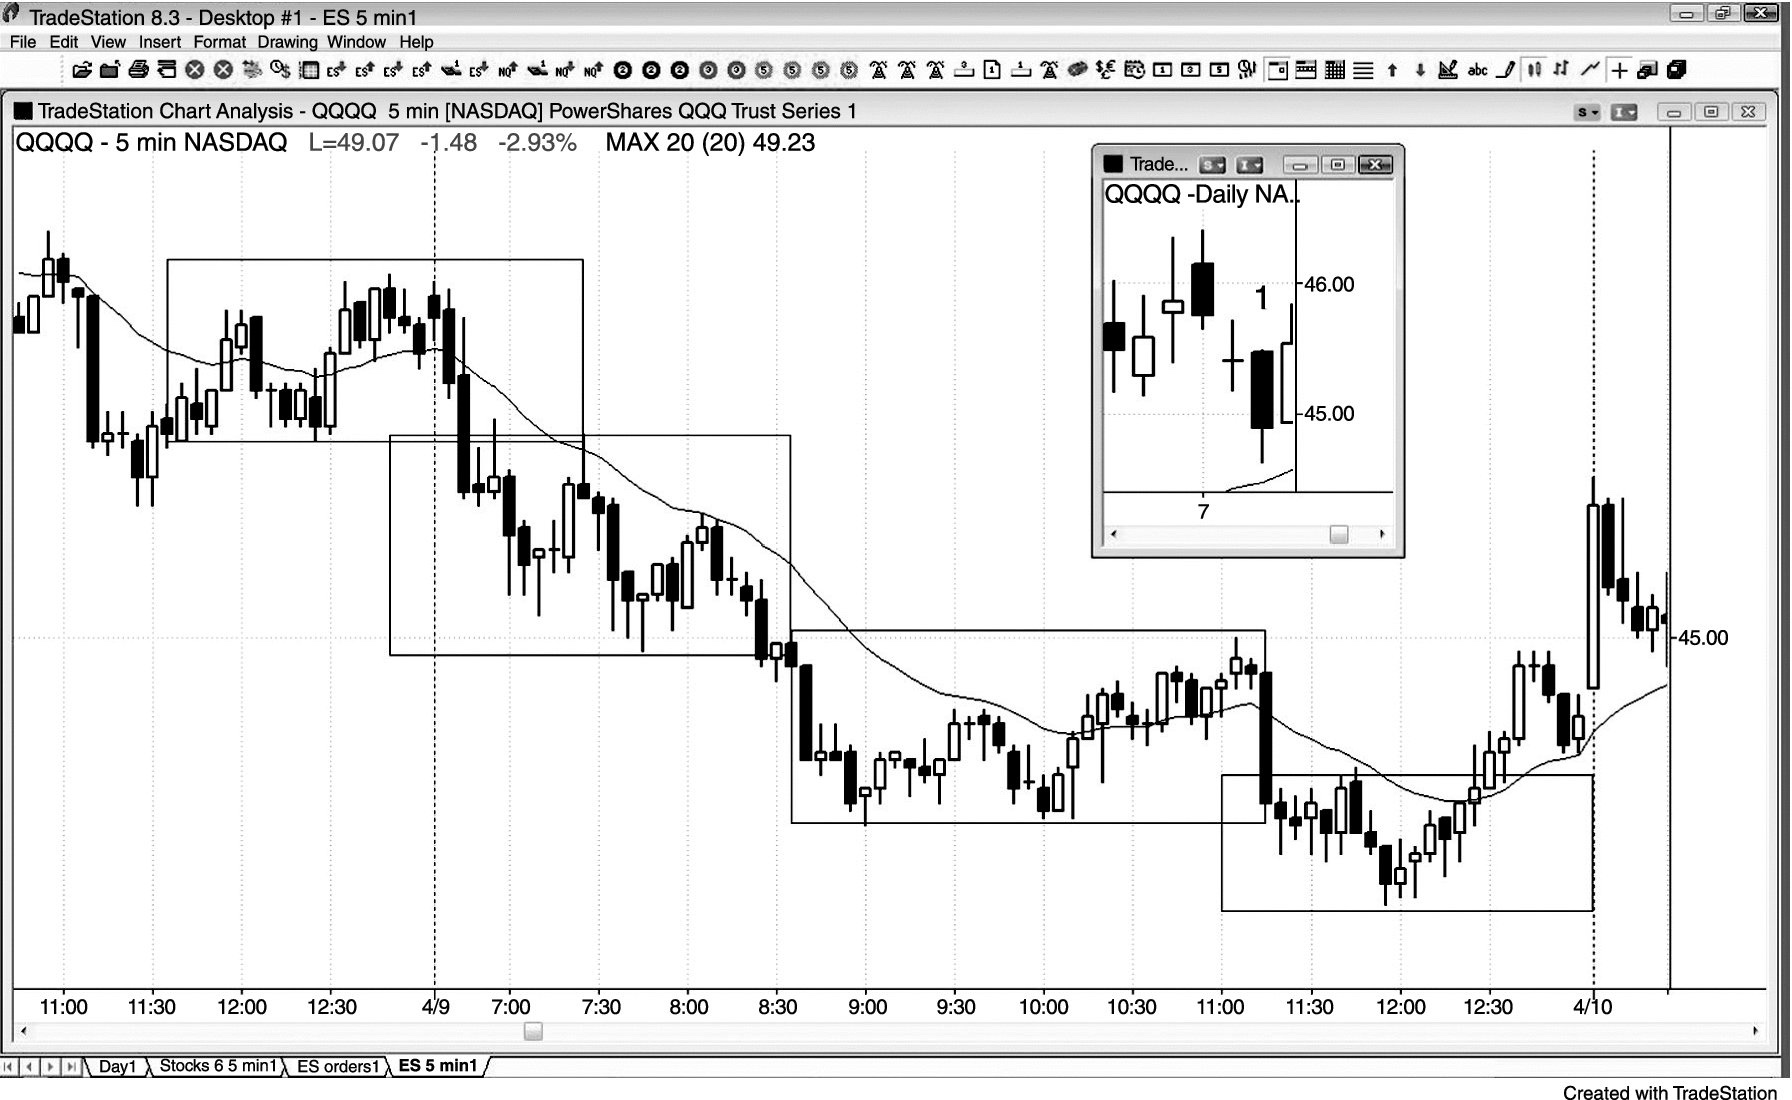 TradeStation 8.3 - Desktop #1 - ES 5 min1
File Edit View Insert Format Drawing Window Help
TradeStation Chart Analysis - QQQQ 5 min [NASDAQ] PowerShares QQQ Trust Series 1
QQQQ - 5 min NASDAQ L=49.07 -1.48 -2.93% MAX 20 (20) 49.23
Trade...
QQQQ -Daily NA..
1
46.00
45.00
7
45.00
11:00 11:30 12:00 12:30 4/9 7:00 7:30 8:00 8:30 9:00 9:30 10:00 10:30 11:00 11:30 12:00 12:30 4/10
Day1 Stocks 6 5 min1 ES orders1 ES 5 min1
Created with TradeStation